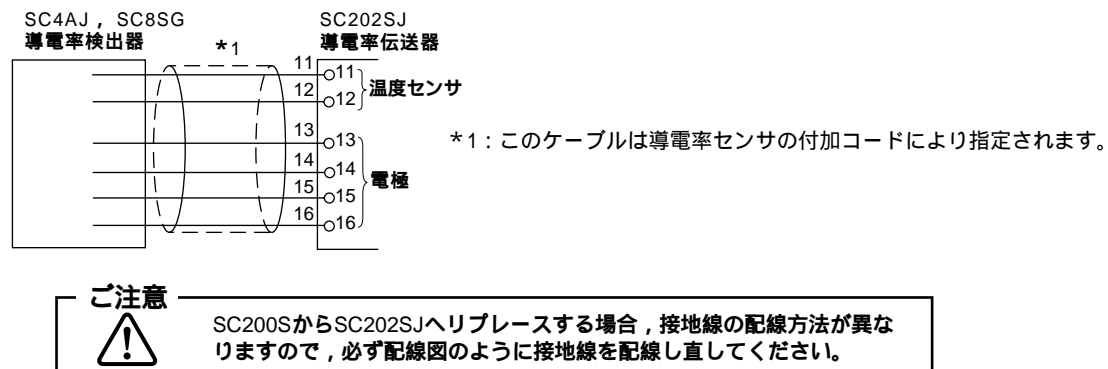 SC4AJ , SC8SG
導電率検出器
*1
SC202SJ
導電率伝送器
11
11
12
12
温度センサ
13
13
14
14
15
15
16
16
電極
*1:このケーブルは導電率センサの付加コードにより指定されます。
ご注意
SC200SからSC202SJへリプレースする場合,接地線の配線方法が異な
りますので,必ず配線図のように接地線を配線し直してください。